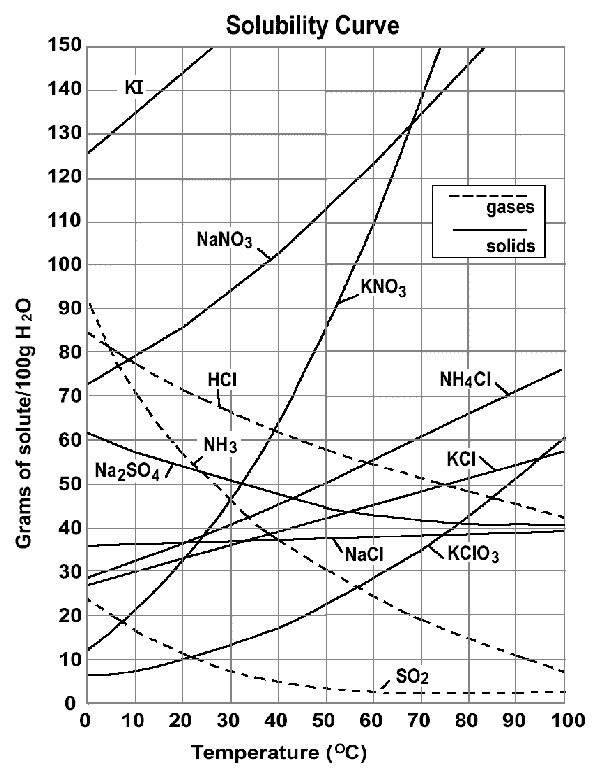 Solubility Curve
150
140
130
120
110
100
90
80
70
60
50
40
30
20
10
0
Grams of solute/100g H₂O
KI
NaNO₃
KNO₃
HCl
NH₃
Na₂SO₄
NH₄Cl
KCl
NaCl
KClO₃
SO₂
gases
solids
0 10 20 30 40 50 60 70 80 90 100
Temperature (°C)